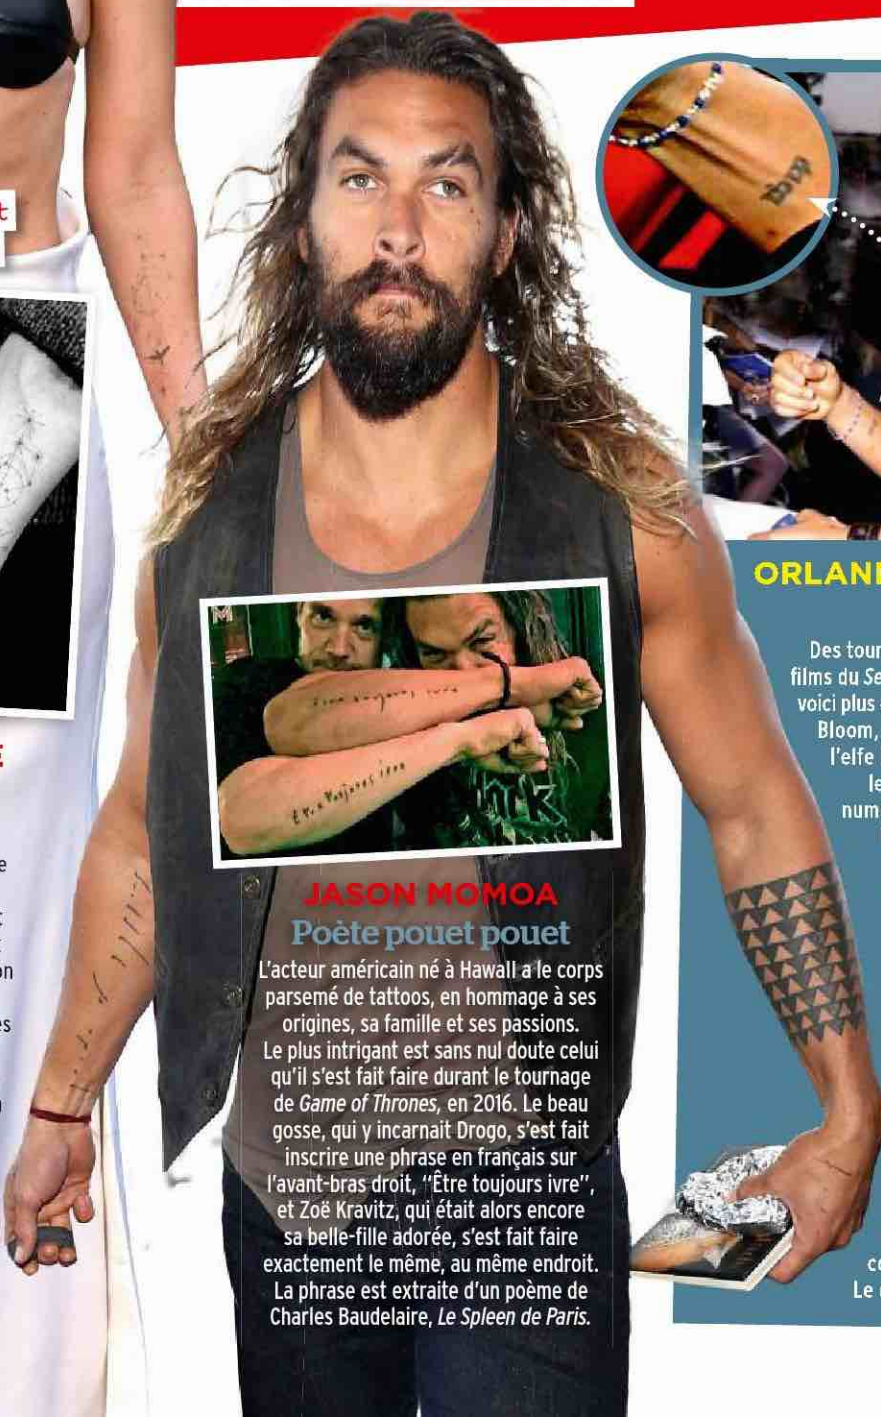 t
JASON MOMOA
Poète pouet pouet
L'acteur américain né à Hawaïï a le corps
parsemé de tattoos, en hommage à ses
origines, sa famille et ses passions.
Le plus intrigant est sans nul doute celui
qu'il s'est fait faire durant le tournage
de Game of Thrones, en 2016. Le beau
gosse, qui y incarnait Drogo, s'est fait
inscrire une phrase en français sur
l'avant-bras droit, “Être toujours ivre”,
et Zoë Kravitz, qui était alors encore
sa belle-fille adorée, s'est fait faire
exactement le même, au même endroit.
La phrase est extraite d'un poème de
Charles Baudelaire, Le Spleen de Paris.
M
Être toujours ivre
ORLAN
Des tour
films du Se
voici plus
Bloom,
l'elfe
le
num
co
Le
E
e
on
es